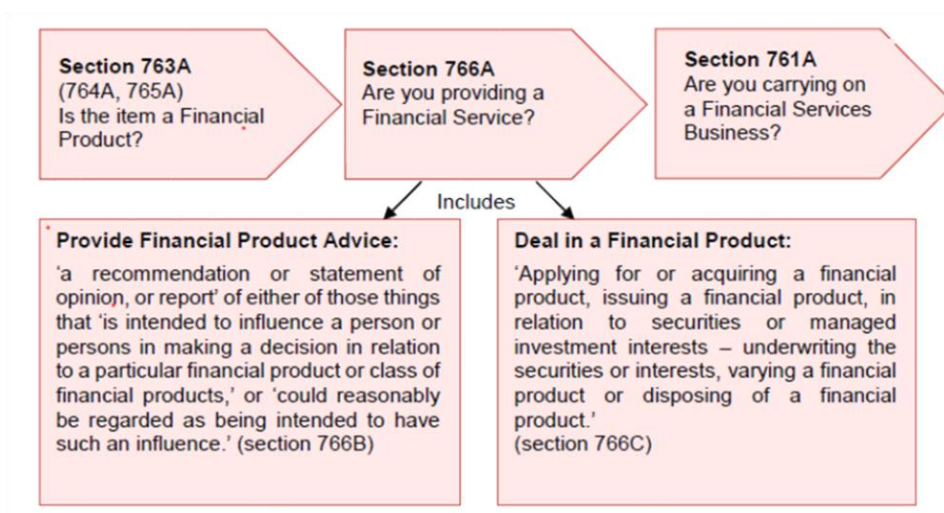 Section 763A
(764A, 765A)
Is the item a Financial
Product?
Section 766A
Are you providing a
Financial Service?
Section 761A
Are you carrying on
a Financial Services
Business?
Includes
Provide Financial Product Advice:
‘a recommendation or statement of
opinion, or report’ of either of those things
that ‘is intended to influence a person or
persons in making a decision in relation
to a particular financial product or class of
financial products,’ or ‘could reasonably
be regarded as being intended to have
such an influence.’ (section 766B)
Deal in a Financial Product:
‘Applying for or acquiring a financial
product, issuing a financial product, in
relation to securities or managed
investment interests – underwriting the
securities or interests, varying a financial
product or disposing of a financial
product.’
(section 766C)